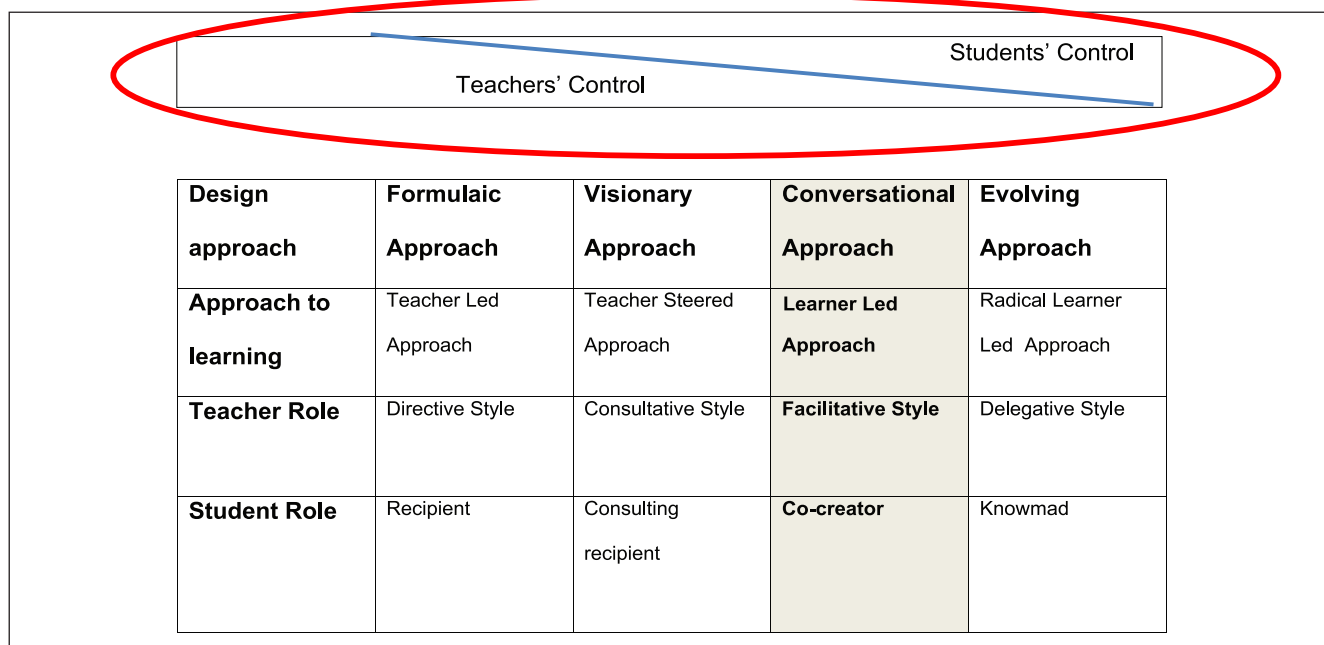 Students’ Control
Teachers’ Control
Design approach Formulaic Approach Visionary Approach Conversational Approach Evolving Approach
Approach to learning Teacher Led Approach Teacher Steered Approach Learner Led Approach Radical Learner Led Approach
Teacher Role Directive Style Consultative Style Facilitative Style Delegative Style
Student Role Recipient Consulting recipient Co-creator Knowmad